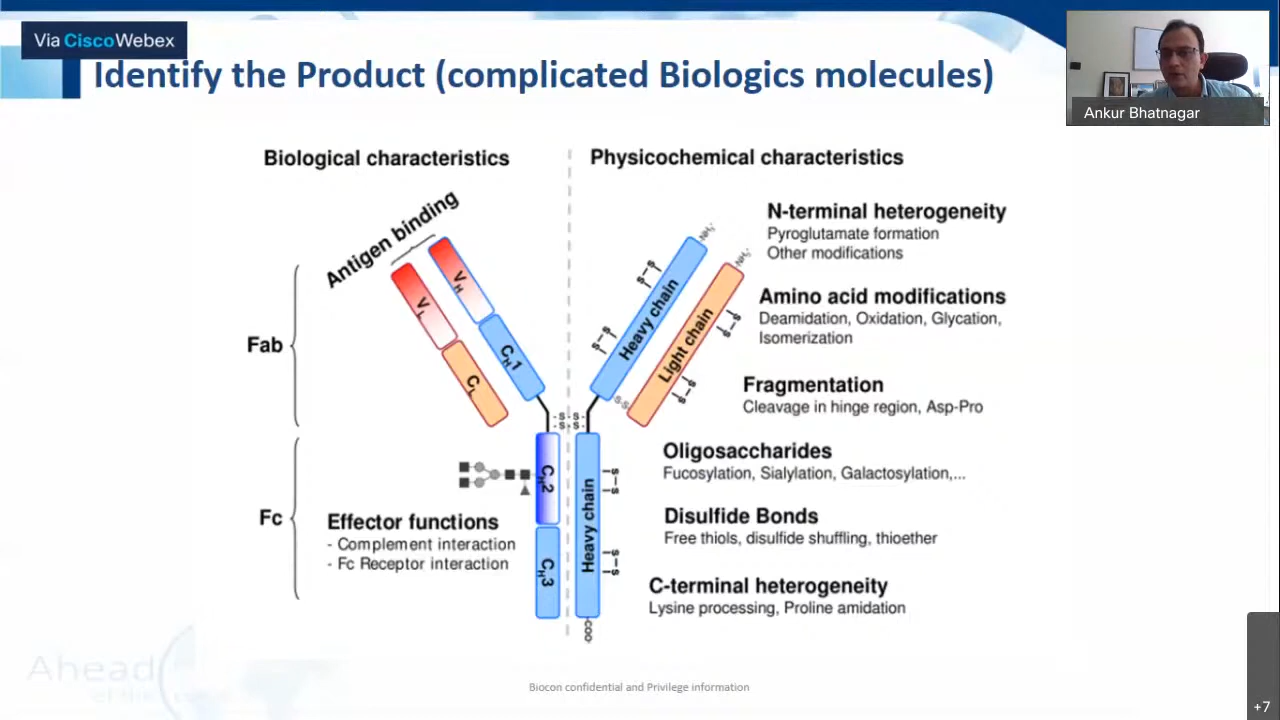 Via CiscoWebex
Identify the Product (complicated Biologics molecules)
Ankur Bhatnagar
Biological characteristics
Physicochemical characteristics
Antigen binding
Fab
Fc
VL
VH
CL
CH1
CH2
CH3
Effector functions
- Complement interaction
- Fc Receptor interaction
-S-S-
-S-S-
Heavy chain
Light chain
Heavy chain
S-S
S-S
S-S
S-S
S-S
S-S
S-S
NH2
NH2
COO-
N-terminal heterogeneity
Pyroglutamate formation
Other modifications
Amino acid modifications
Deamidation, Oxidation, Glycation,
Isomerization
Fragmentation
Cleavage in hinge region, Asp-Pro
Oligosaccharides
Fucosylation, Sialylation, Galactosylation,...
Disulfide Bonds
Free thiols, disulfide shuffling, thioether
C-terminal heterogeneity
Lysine processing, Proline amidation
Ahead
Biocon confidential and Privilege information
+7